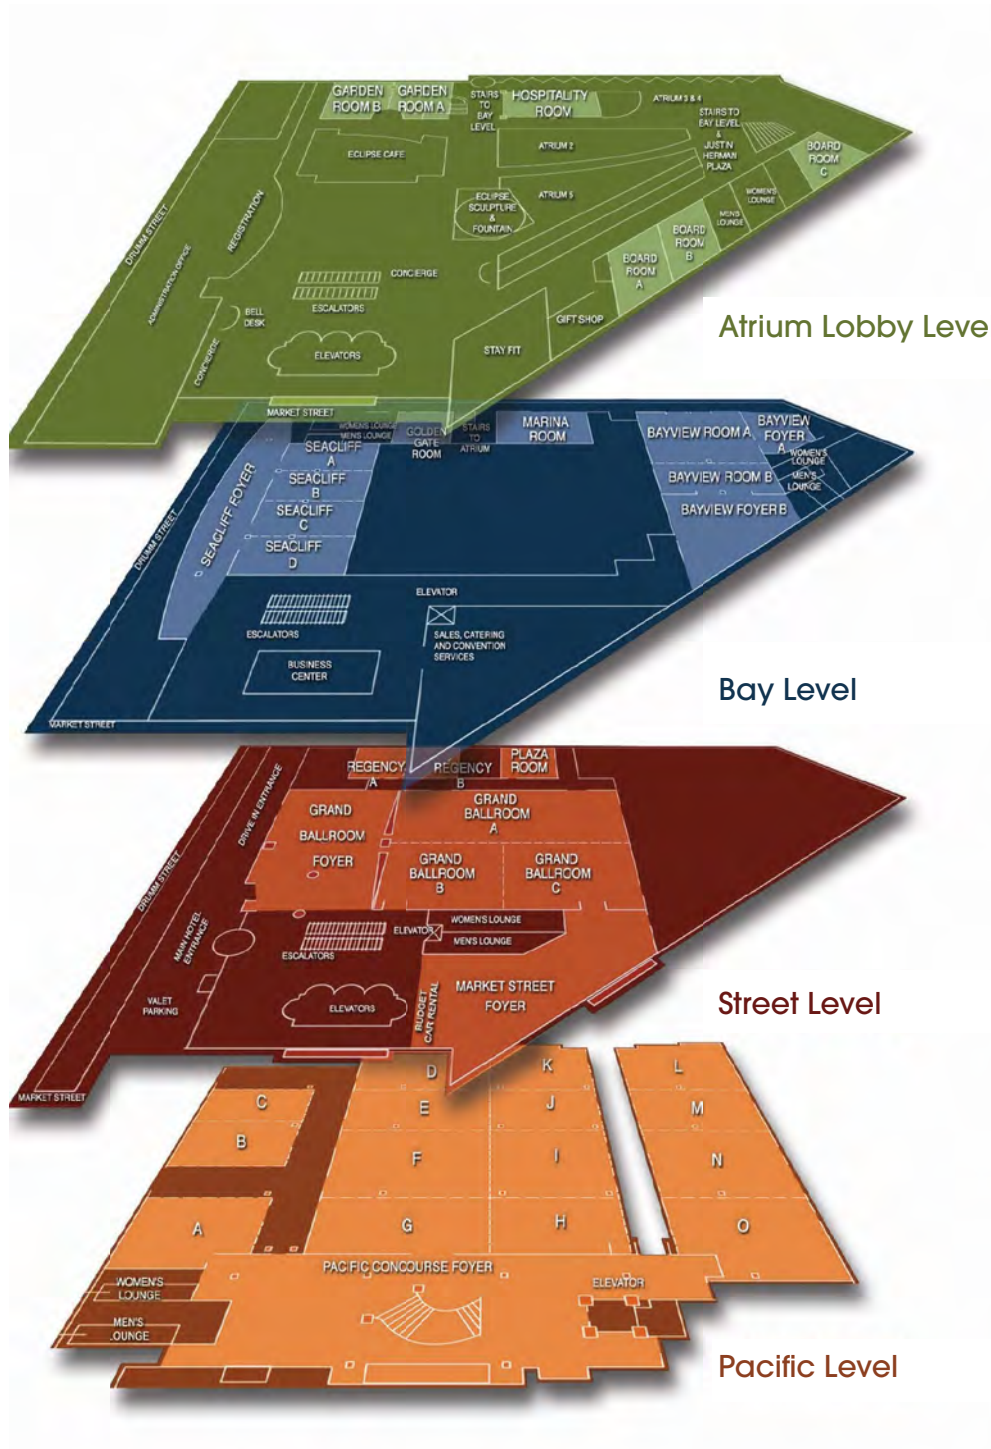 GARDEN
ROOM B
GARDEN
ROOM A
STAIRS
TO
BAY
LEVEL
HOSPITALITY
ROOM
ATRIUM 3 & 4
STAIRS TO
BAY LEVEL
&
JUSTIN
HERMAN
PLAZA
BOARD
ROOM
C
ECLIPSE CAFE
ATRIUM 2
ATRIUM 5
ECLIPSE
SCULPTURE
&
FOUNTAIN
WOMEN'S
LOUNGE
MEN'S
LOUNGE
BOARD
ROOM
B
BOARD
ROOM
A
DRUMM STREET
REGISTRATION
ADMINISTRATION OFFICE
CONCIERGE
ESCALATORS
BELL
DESK
GIFT SHOP
CONCIERGE
ELEVATORS
STAY FIT
MARKET STREET
Atrium Lobby Leve
WOMEN'S LOUNGE
MEN'S LOUNGE
GOLDEN
GATE
ROOM
STAIRS
TO
ATRIUM
MARINA
ROOM
BAYVIEW ROOM A
BAYVIEW
FOYER
A
WOMEN'S
LOUNGE
MEN'S
LOUNGE
SEACLIFF
A
SEACLIFF
B
SEACLIFF
C
SEACLIFF
D
SEACLIFF FOYER
BAYVIEW ROOM B
BAYVIEW FOYER B
DRUMM STREET
ELEVATOR
ESCALATORS
SALES, CATERING
AND CONVENTION
SERVICES
BUSINESS
CENTER
MARKET STREET
Bay Level
REGENCY
A
REGENCY
B
PLAZA
ROOM
DRIVE IN ENTRANCE
GRAND
BALLROOM
FOYER
GRAND
BALLROOM
A
GRAND
BALLROOM
B
GRAND
BALLROOM
C
DRUMM STREET
MAIN HOTEL
ENTRANCE
WOMEN'S LOUNGE
ELEVATOR
MEN'S LOUNGE
ESCALATORS
VALET
PARKING
ELEVATORS
BUDGET
CAR RENTAL
MARKET STREET
FOYER
MARKET STREET
Street Level
D
K
L
C
E
J
M
B
F
I
N
A
G
H
O
PACIFIC CONCOURSE FOYER
WOMEN'S
LOUNGE
ELEVATOR
MEN'S
LOUNGE
Pacific Level